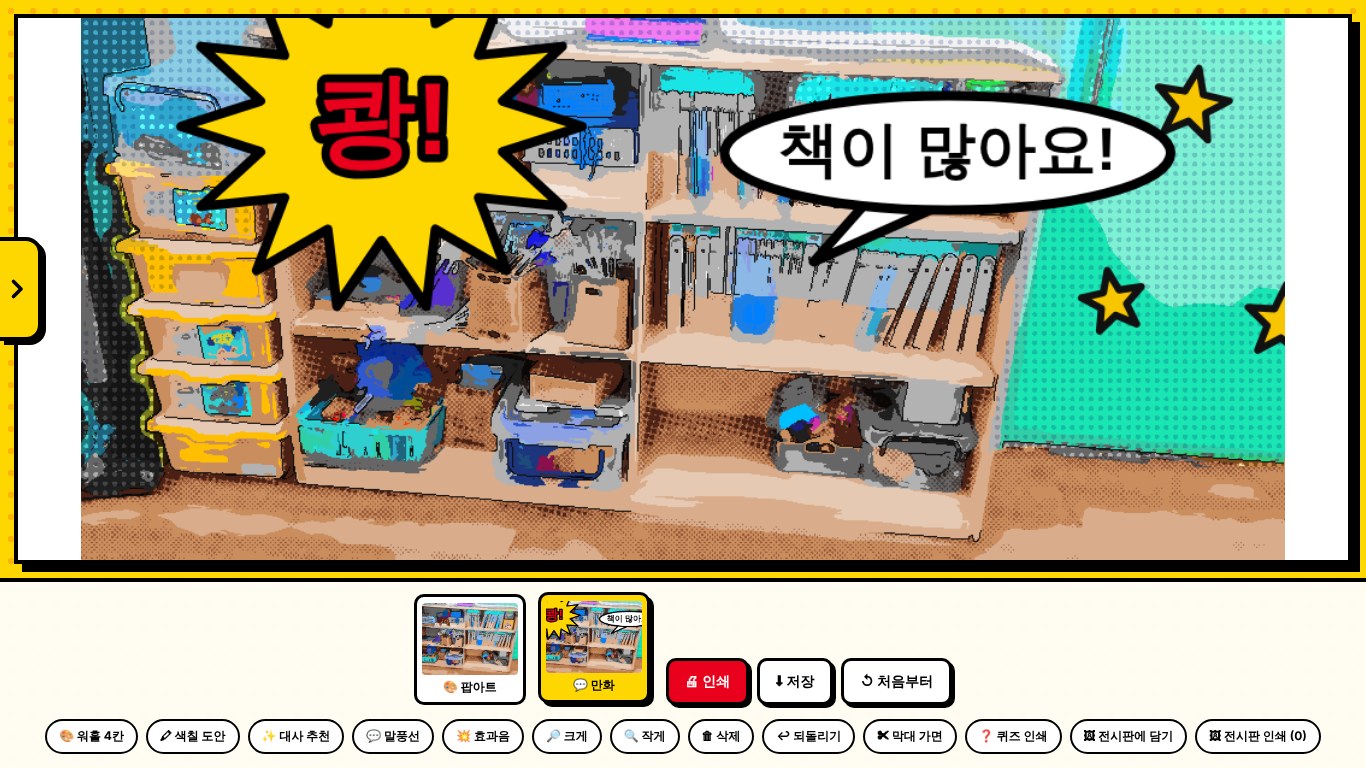 쾅!
책이 많아요!
쾅!
책이 많아
🎨 팝아트
💬 만화
🖨 인쇄
⬇ 저장
↺ 처음부터
🎨 워홀 4칸
🖍 색칠 도안
✨ 대사 추천
💬 말풍선
💥 효과음
🔎 크게
🔍 작게
🗑 삭제
↩ 되돌리기
✂ 막대 가면
❓ 퀴즈 인쇄
🖼 전시판에 담기
🖼 전시판 인쇄 (0)